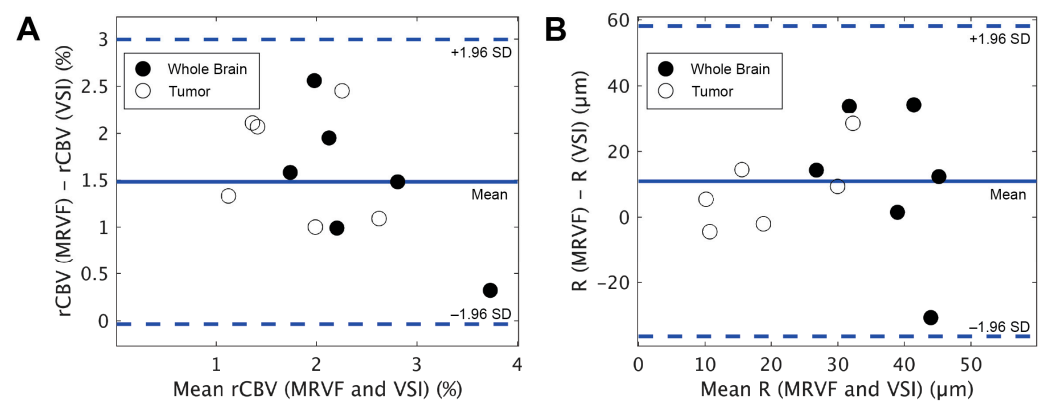 A
rCBV (MRVF) – rCBV (VSI) (%)
3
2.5
2
1.5
1
0.5
0
+1.96 SD
Whole Brain
Tumor
Mean
–1.96 SD
1 2 3 4
Mean rCBV (MRVF and VSI) (%)
B
R (MRVF) – R (VSI) (μm)
60
40
20
0
−20
+1.96 SD
Whole Brain
Tumor
Mean
–1.96 SD
0 10 20 30 40 50
Mean R (MRVF and VSI) (μm)